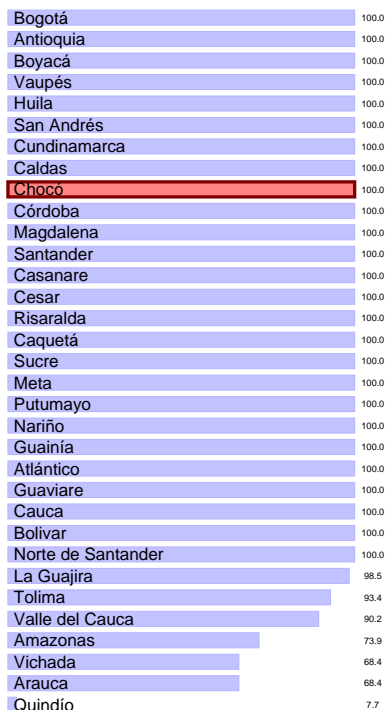 Bogotá 100.0
Antioquia 100.0
Boyacá 100.0
Vaupés 100.0
Huila 100.0
San Andrés 100.0
Cundinamarca 100.0
Caldas 100.0
Chocó 100.0
Córdoba 100.0
Magdalena 100.0
Santander 100.0
Casanare 100.0
Cesar 100.0
Risaralda 100.0
Caquetá 100.0
Sucre 100.0
Meta 100.0
Putumayo 100.0
Nariño 100.0
Guainía 100.0
Atlántico 100.0
Guaviare 100.0
Cauca 100.0
Bolivar 100.0
Norte de Santander 100.0
La Guajira 98.5
Tolima 93.4
Valle del Cauca 90.2
Amazonas 73.9
Vichada 68.4
Arauca 68.4
Quindío 7.7